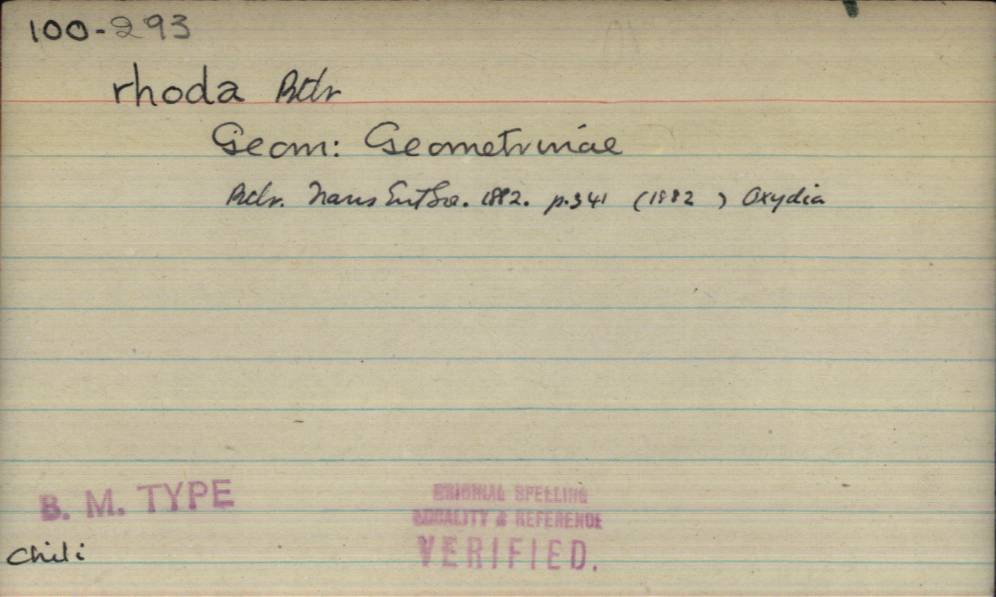 100-293
rhoda Btlr
Geom: Geometrinae
Btlr. Trans Ent Soc. 1882. p.341 (1882 ) Oxydia
B. M. TYPE
ORIGINAL SPELLING
LOCALITY & REFERENCE
VERIFIED.
Chili